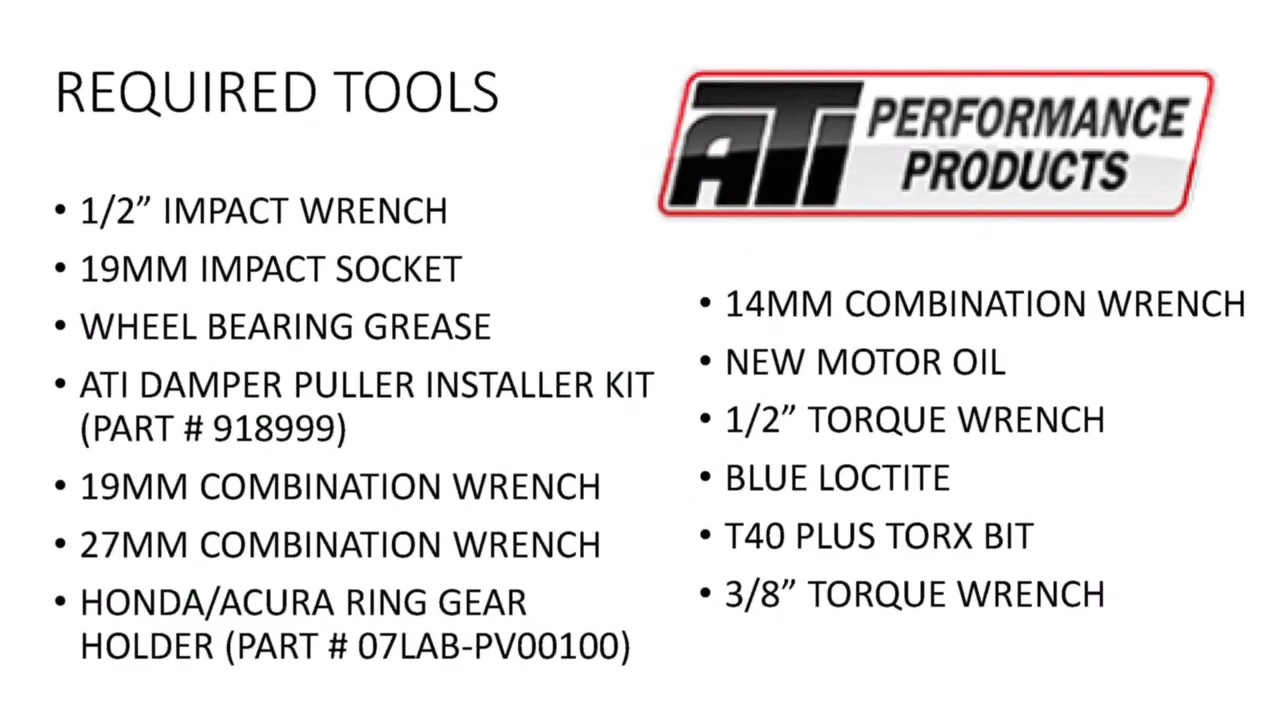 REQUIRED TOOLS
ATI PERFORMANCE
PRODUCTS
• 1/2” IMPACT WRENCH
• 19MM IMPACT SOCKET
• WHEEL BEARING GREASE
• ATI DAMPER PULLER INSTALLER KIT
(PART # 918999)
• 19MM COMBINATION WRENCH
• 27MM COMBINATION WRENCH
• HONDA/ACURA RING GEAR
HOLDER (PART # 07LAB-PV00100)
• 14MM COMBINATION WRENCH
• NEW MOTOR OIL
• 1/2” TORQUE WRENCH
• BLUE LOCTITE
• T40 PLUS TORX BIT
• 3/8” TORQUE WRENCH